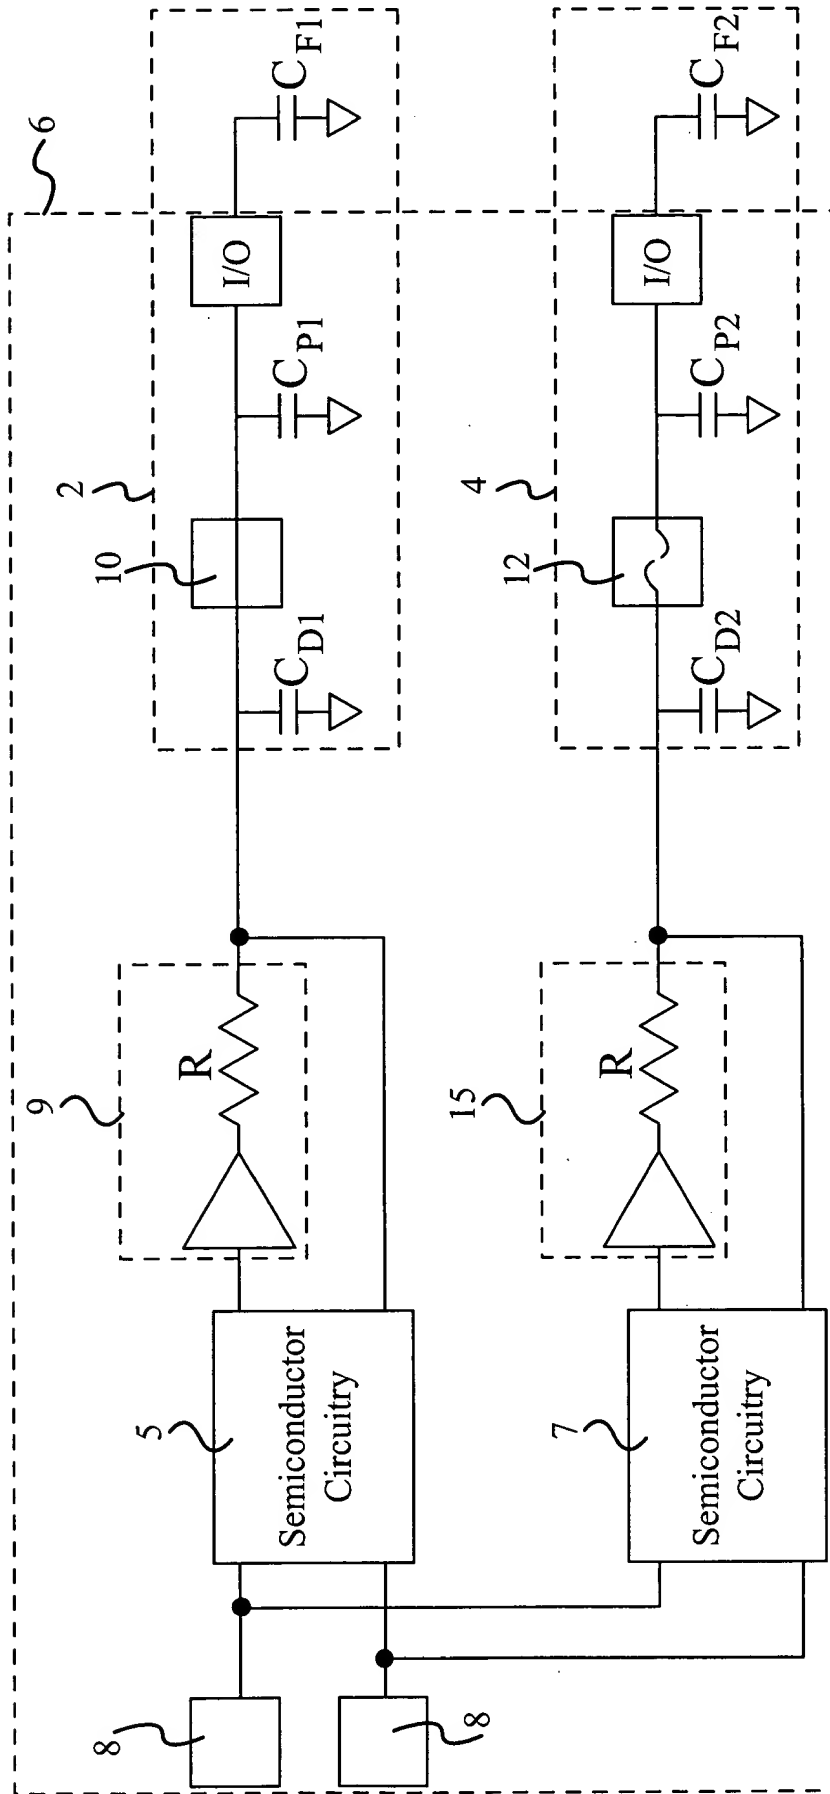 6
C_F1
I/O
C_P1
2
10
C_D1
9
R
5
Semiconductor
Circuitry
8
8
C_F2
I/O
C_P2
4
12
C_D2
15
R
7
Semiconductor
Circuitry